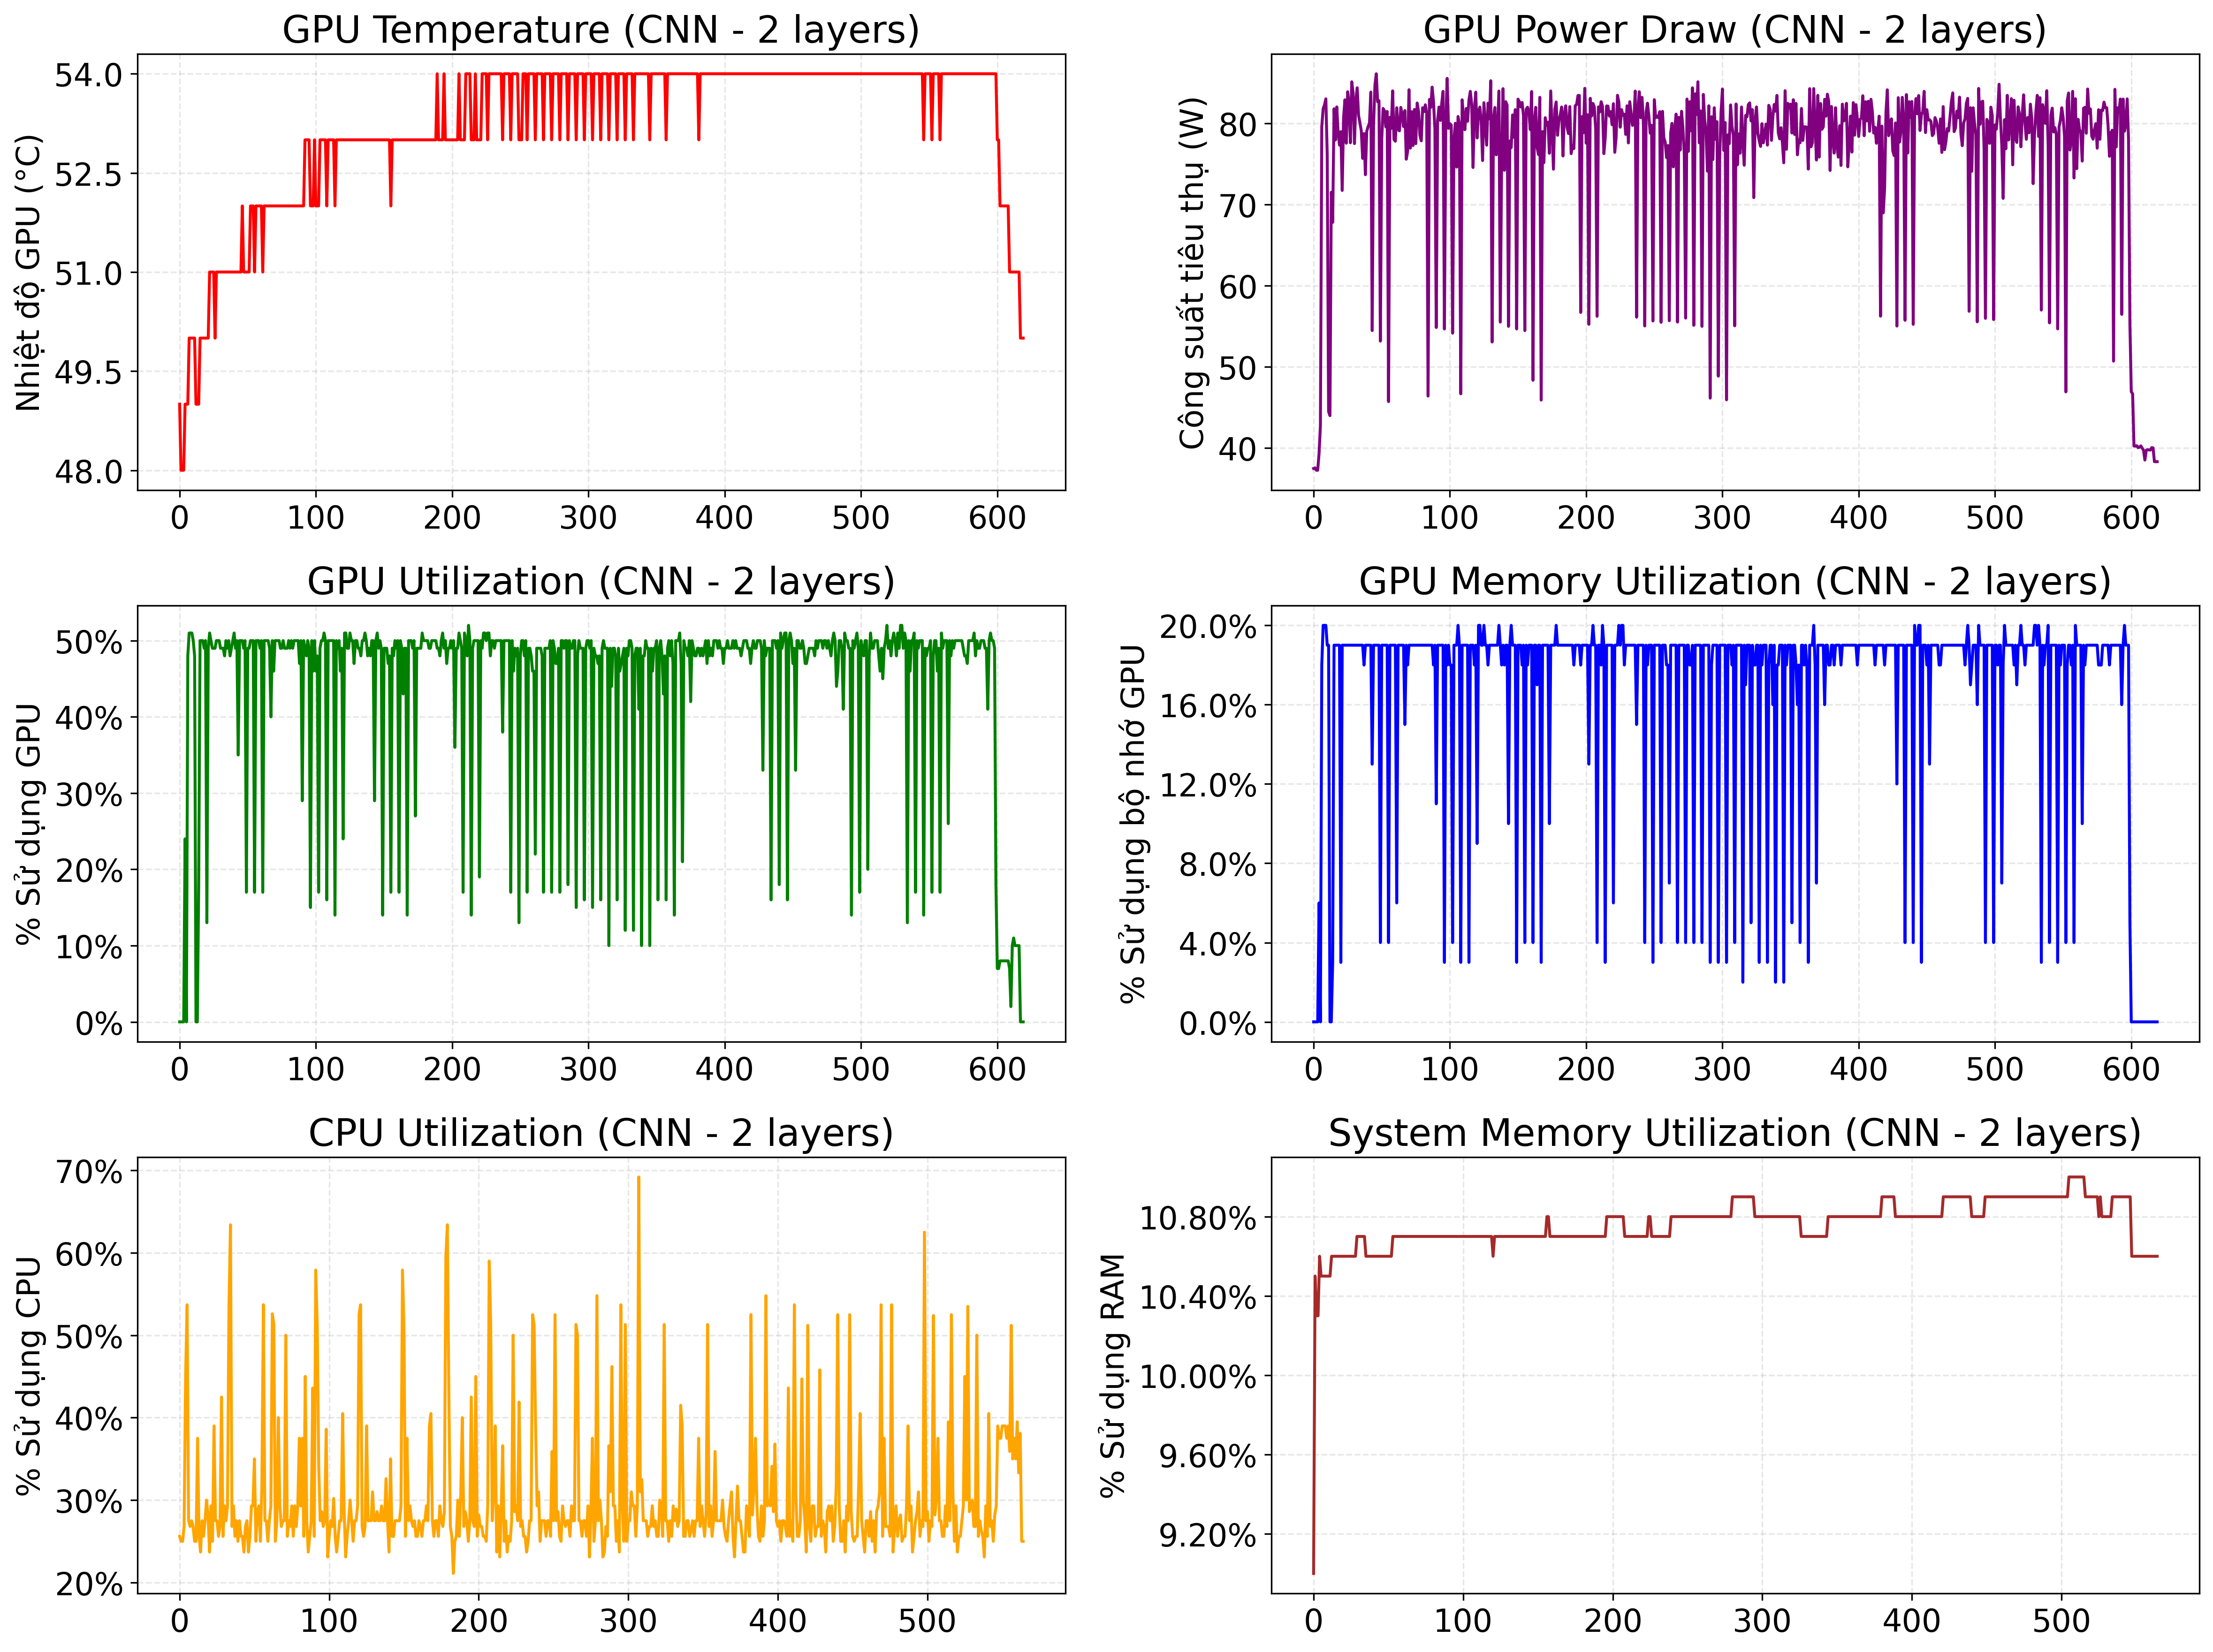 GPU Temperature (CNN - 2 layers)
Nhiệt độ GPU (°C)
54.0
52.5
51.0
49.5
48.0
0 100 200 300 400 500 600
GPU Power Draw (CNN - 2 layers)
Công suất tiêu thụ (W)
80
70
60
50
40
0 100 200 300 400 500 600
GPU Utilization (CNN - 2 layers)
% Sử dụng GPU
50%
40%
30%
20%
10%
0%
0 100 200 300 400 500 600
GPU Memory Utilization (CNN - 2 layers)
% Sử dụng bộ nhớ GPU
20.0%
16.0%
12.0%
8.0%
4.0%
0.0%
0 100 200 300 400 500 600
CPU Utilization (CNN - 2 layers)
% Sử dụng CPU
70%
60%
50%
40%
30%
20%
0 100 200 300 400 500
System Memory Utilization (CNN - 2 layers)
% Sử dụng RAM
10.80%
10.40%
10.00%
9.60%
9.20%
0 100 200 300 400 500